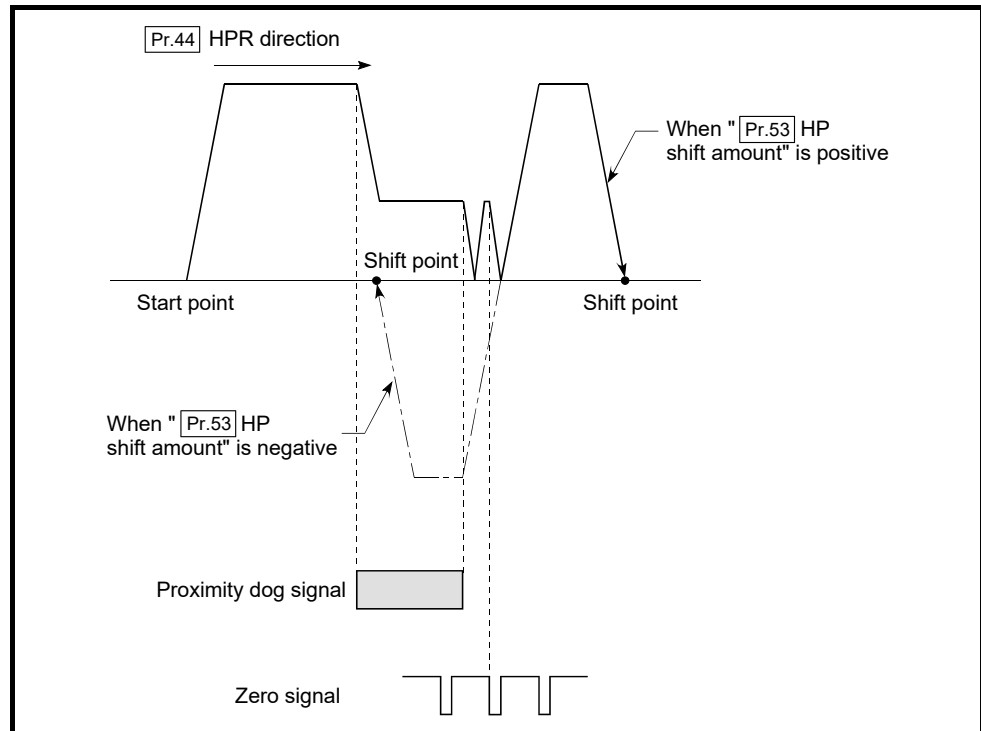 Pr.44 HPR direction
When " Pr.53 HP
shift amount" is positive
Shift point
Start point
Shift point
When " Pr.53 HP
shift amount" is negative
Proximity dog signal
Zero signal